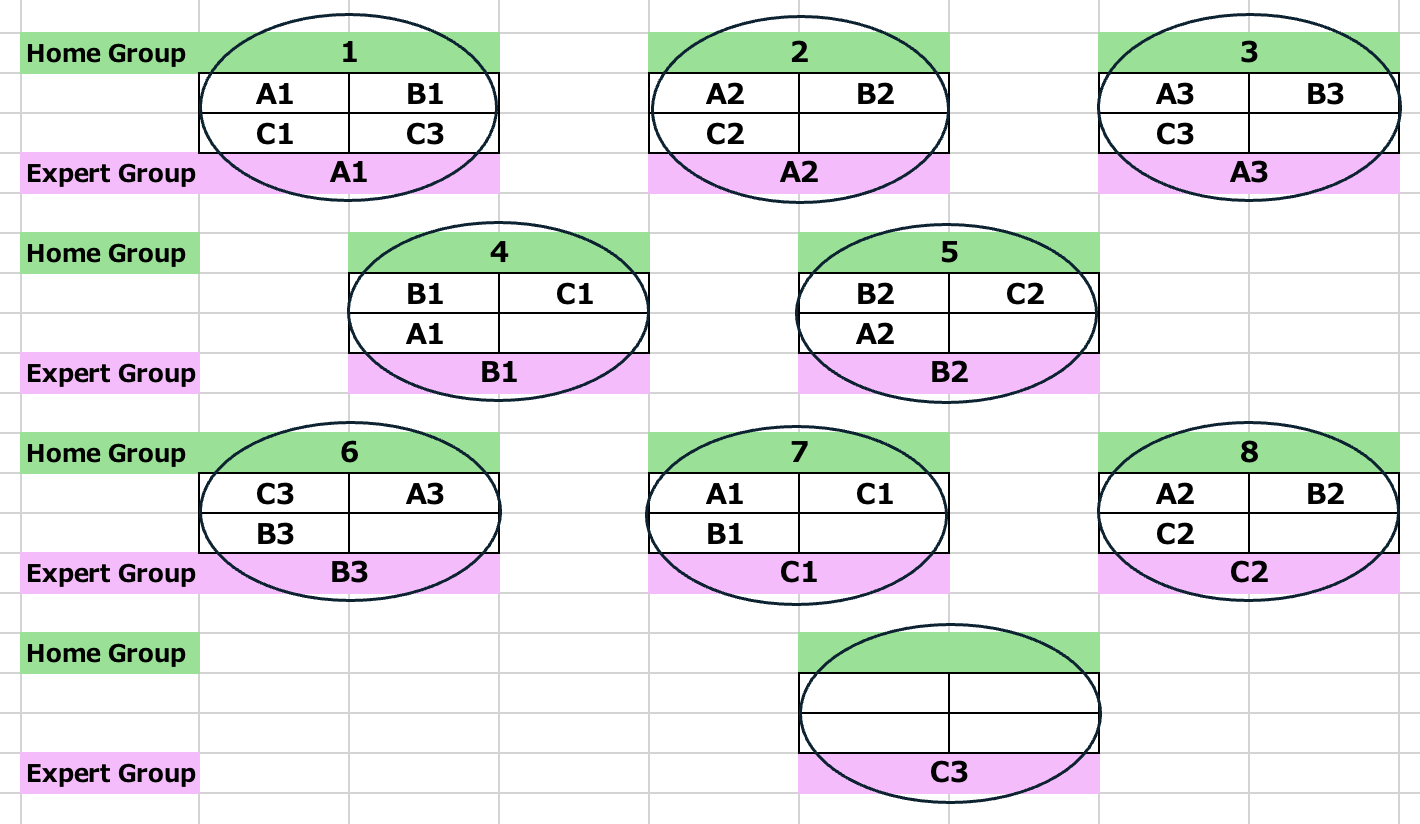 Home Group 1 2 3
A1 B1 A2 B2 A3 B3
C1 C3 C2 C3
Expert Group A1 A2 A3
Home Group 4 5
B1 C1 B2 C2
A1 A2
Expert Group B1 B2
Home Group 6 7 8
C3 A3 A1 C1 A2 B2
B3 B1 C2
Expert Group B3 C1 C2
Home Group
Expert Group C3